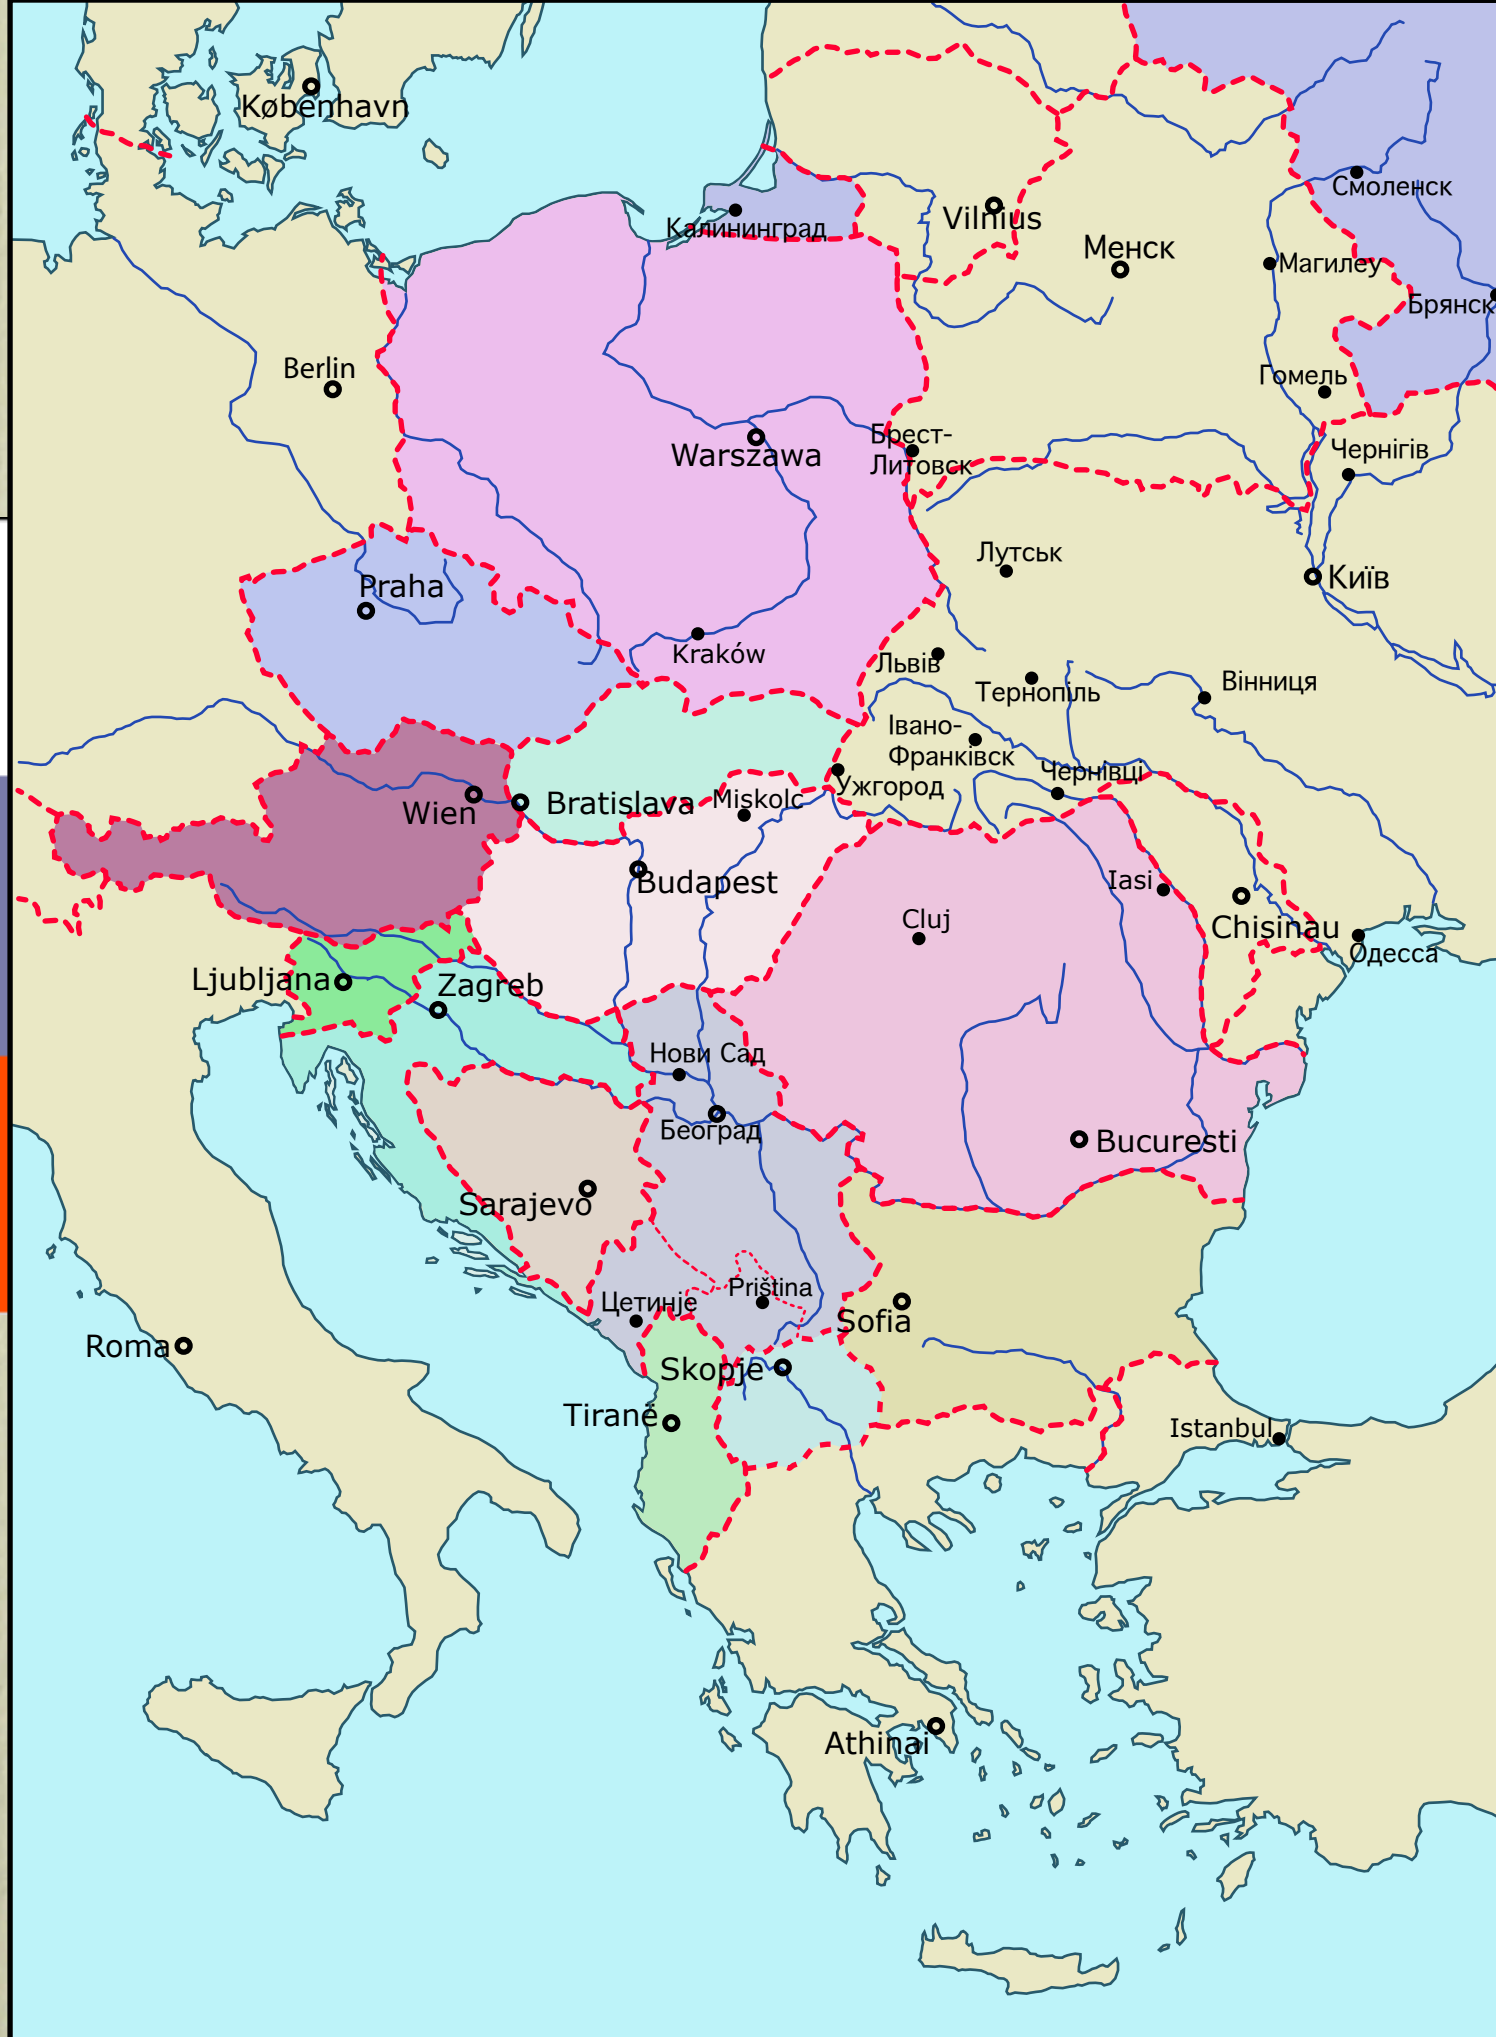 København
Смоленск
Калининград
Vilnius
Менск
Магилеу
Брянск
Berlin
Гомель
Warszawa
Брест-
Литовск
Чернігів
Лутськ
Київ
Praha
Kraków
Львів
Тернопіль
Вінниця
Івано-
Франківск
Чернівці
Ужгород
Wien
Bratislava
Miskolc
Budapest
Iasi
Cluj
Chisinau
Одесса
Ljubljana
Zagreb
Нови Сад
Београд
Bucuresti
Sarajevo
Priština
Цетинje
Sofia
Roma
Skopje
Tiranë
Istanbul
Athinai